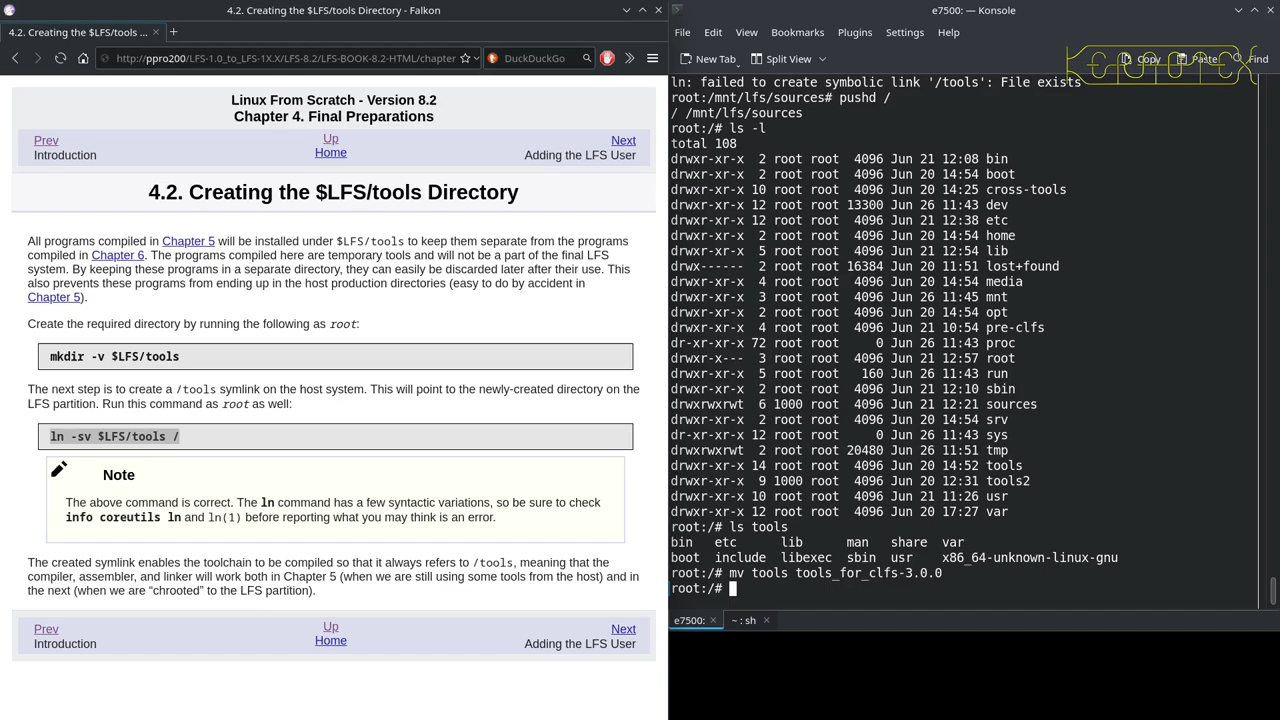 4.2. Creating the $LFS/tools Directory - Falkon
4.2. Creating the $LFS/tools ...
http://ppro200/LFS-1.0_to_LFS-1X.X/LFS-8.2/LFS-BOOK-8.2-HTML/chapter
DuckDuckGo
Linux From Scratch - Version 8.2
Chapter 4. Final Preparations
Prev
Up
Next
Introduction
Home
Adding the LFS User
4.2. Creating the $LFS/tools Directory
All programs compiled in Chapter 5 will be installed under $LFS/tools to keep them separate from the programs
compiled in Chapter 6. The programs compiled here are temporary tools and will not be a part of the final LFS
system. By keeping these programs in a separate directory, they can easily be discarded later after their use. This
also prevents these programs from ending up in the host production directories (easy to do by accident in
Chapter 5).
Create the required directory by running the following as root:
mkdir -v $LFS/tools
The next step is to create a /tools symlink on the host system. This will point to the newly-created directory on the
LFS partition. Run this command as root as well:
ln -sv $LFS/tools /
Note
The above command is correct. The ln command has a few syntactic variations, so be sure to check
info coreutils ln and ln(1) before reporting what you may think is an error.
The created symlink enables the toolchain to be compiled so that it always refers to /tools, meaning that the
compiler, assembler, and linker will work both in Chapter 5 (when we are still using some tools from the host) and in
the next (when we are “chrooted” to the LFS partition).
Prev
Up
Next
Introduction
Home
Adding the LFS User
e7500: — Konsole
File Edit View Bookmarks Plugins Settings Help
New Tab Split View Copy Paste Find
ln: failed to create symbolic link '/tools': File exists
root:/mnt/lfs/sources# pushd /
/ /mnt/lfs/sources
root:/# ls -l
total 108
drwxr-xr-x  2 root root  4096 Jun 21 12:08 bin
drwxr-xr-x  2 root root  4096 Jun 20 14:54 boot
drwxr-xr-x 10 root root  4096 Jun 20 14:25 cross-tools
drwxr-xr-x 12 root root 13300 Jun 26 11:43 dev
drwxr-xr-x 12 root root  4096 Jun 21 12:38 etc
drwxr-xr-x  2 root root  4096 Jun 20 14:54 home
drwxr-xr-x  5 root root  4096 Jun 21 12:54 lib
drwx------  2 root root 16384 Jun 20 11:51 lost+found
drwxr-xr-x  4 root root  4096 Jun 20 14:54 media
drwxr-xr-x  3 root root  4096 Jun 26 11:45 mnt
drwxr-xr-x  2 root root  4096 Jun 20 14:54 opt
drwxr-xr-x  4 root root  4096 Jun 21 10:54 pre-clfs
dr-xr-xr-x 72 root root     0 Jun 26 11:43 proc
drwxr-x---  3 root root  4096 Jun 21 12:57 root
drwxr-xr-x  5 root root   160 Jun 26 11:43 run
drwxr-xr-x  2 root root  4096 Jun 21 12:10 sbin
drwxrwxrwt  6 1000 root  4096 Jun 21 12:21 sources
drwxr-xr-x  2 root root  4096 Jun 20 14:54 srv
dr-xr-xr-x 12 root root     0 Jun 26 11:43 sys
drwxrwxrwt  2 root root 20480 Jun 26 11:51 tmp
drwxr-xr-x 14 root root  4096 Jun 20 14:52 tools
drwxr-xr-x  9 1000 root  4096 Jun 20 12:31 tools2
drwxr-xr-x 10 root root  4096 Jun 21 11:26 usr
drwxr-xr-x 12 root root  4096 Jun 20 17:27 var
root:/# ls tools
bin   etc      lib      man   share  var
boot  include  libexec  sbin  usr    x86_64-unknown-linux-gnu
root:/# mv tools tools_for_clfs-3.0.0
root:/#
e7500:
~ : sh